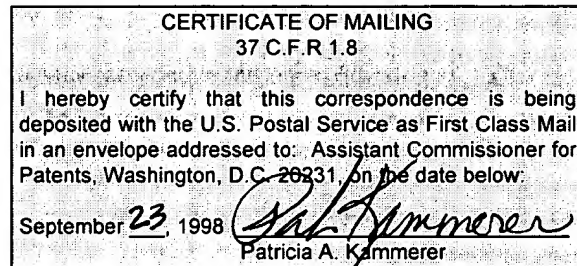 CERTIFICATE OF MAILING
37 C.F.R 1.8
I hereby certify that this correspondence is being
deposited with the U.S. Postal Service as First Class Mail
in an envelope addressed to: Assistant Commissioner for
Patents, Washington, D.C. 20231, on the date below:
September 23, 1998 Pat Kammerer
Patricia A. Kammerer